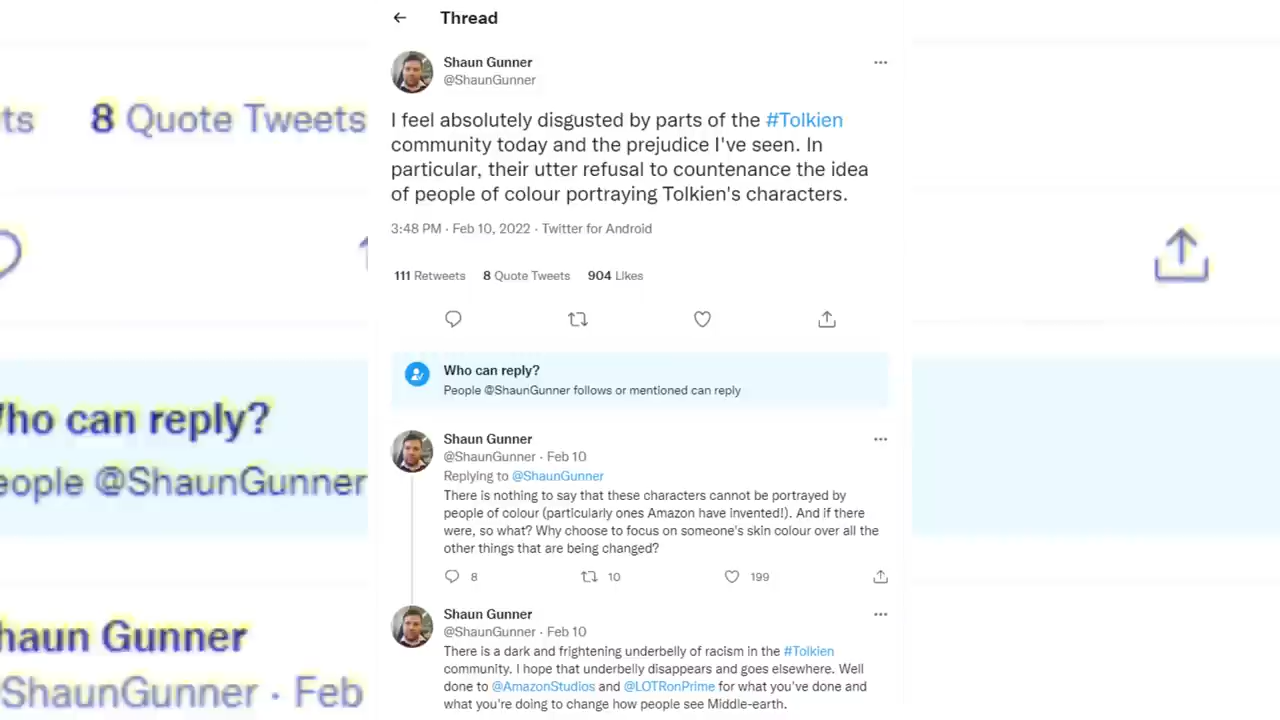 Thread
Shaun Gunner
@ShaunGunner
I feel absolutely disgusted by parts of the #Tolkien
community today and the prejudice I've seen. In
particular, their utter refusal to countenance the idea
of people of colour portraying Tolkien's characters.
3:48 PM · Feb 10, 2022 · Twitter for Android
111 Retweets 8 Quote Tweets 904 Likes
Who can reply?
People @ShaunGunner follows or mentioned can reply
Shaun Gunner
@ShaunGunner · Feb 10
Replying to @ShaunGunner
There is nothing to say that these characters cannot be portrayed by
people of colour (particularly ones Amazon have invented!). And if there
were, so what? Why choose to focus on someone's skin colour over all the
other things that are being changed?
8 10 199
Shaun Gunner
@ShaunGunner · Feb 10
There is a dark and frightening underbelly of racism in the #Tolkien
community. I hope that underbelly disappears and goes elsewhere. Well
done to @AmazonStudios and @LOTRonPrime for what you've done and
what you're doing to change how people see Middle-earth.
ts 8 Quote Tweets
Who can reply?
eople @ShaunGunner
haun Gunner
ShaunGunner · Feb